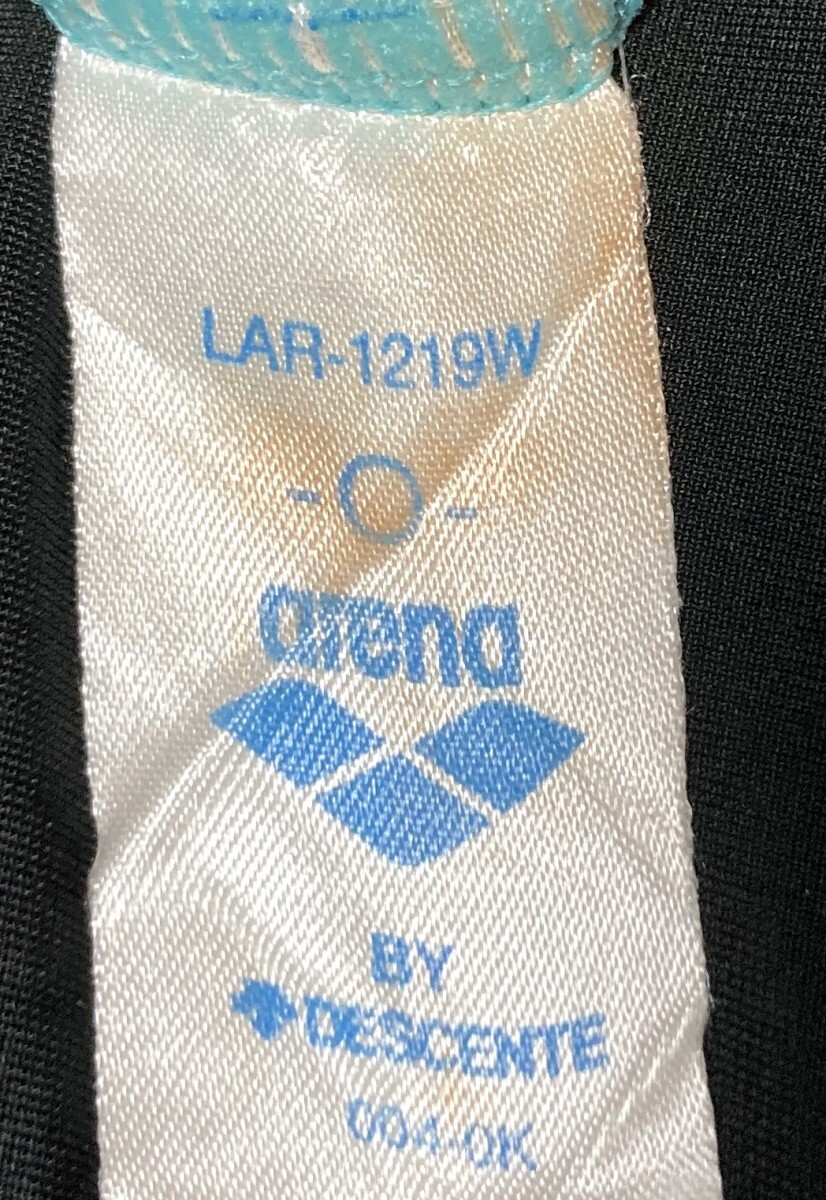 LAR-1219W
-O-
arena
BY
DESCENTE
004-0K